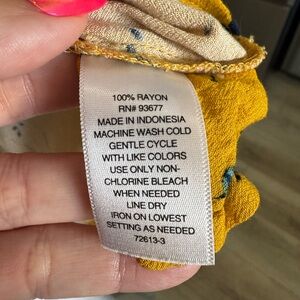 100% RAYON
RN# 93677
MADE IN INDONESIA
MACHINE WASH COLD
GENTLE CYCLE
WITH LIKE COLORS
USE ONLY NON-
CHLORINE BLEACH
WHEN NEEDED
LINE DRY
IRON ON LOWEST
SETTING AS NEEDED
72613-3